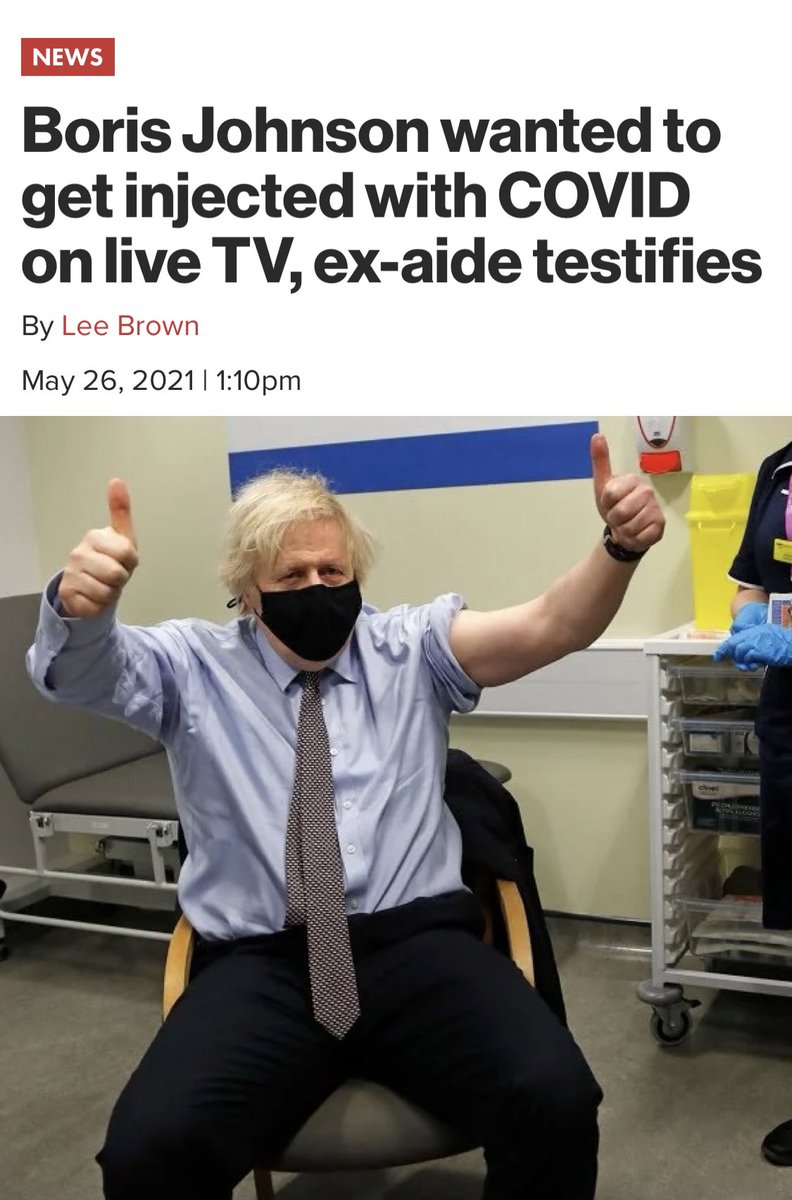 NEWS
Boris Johnson wanted to
get injected with COVID
on live TV, ex-aide testifies
By Lee Brown
May 26, 2021 | 1:10pm
clinell